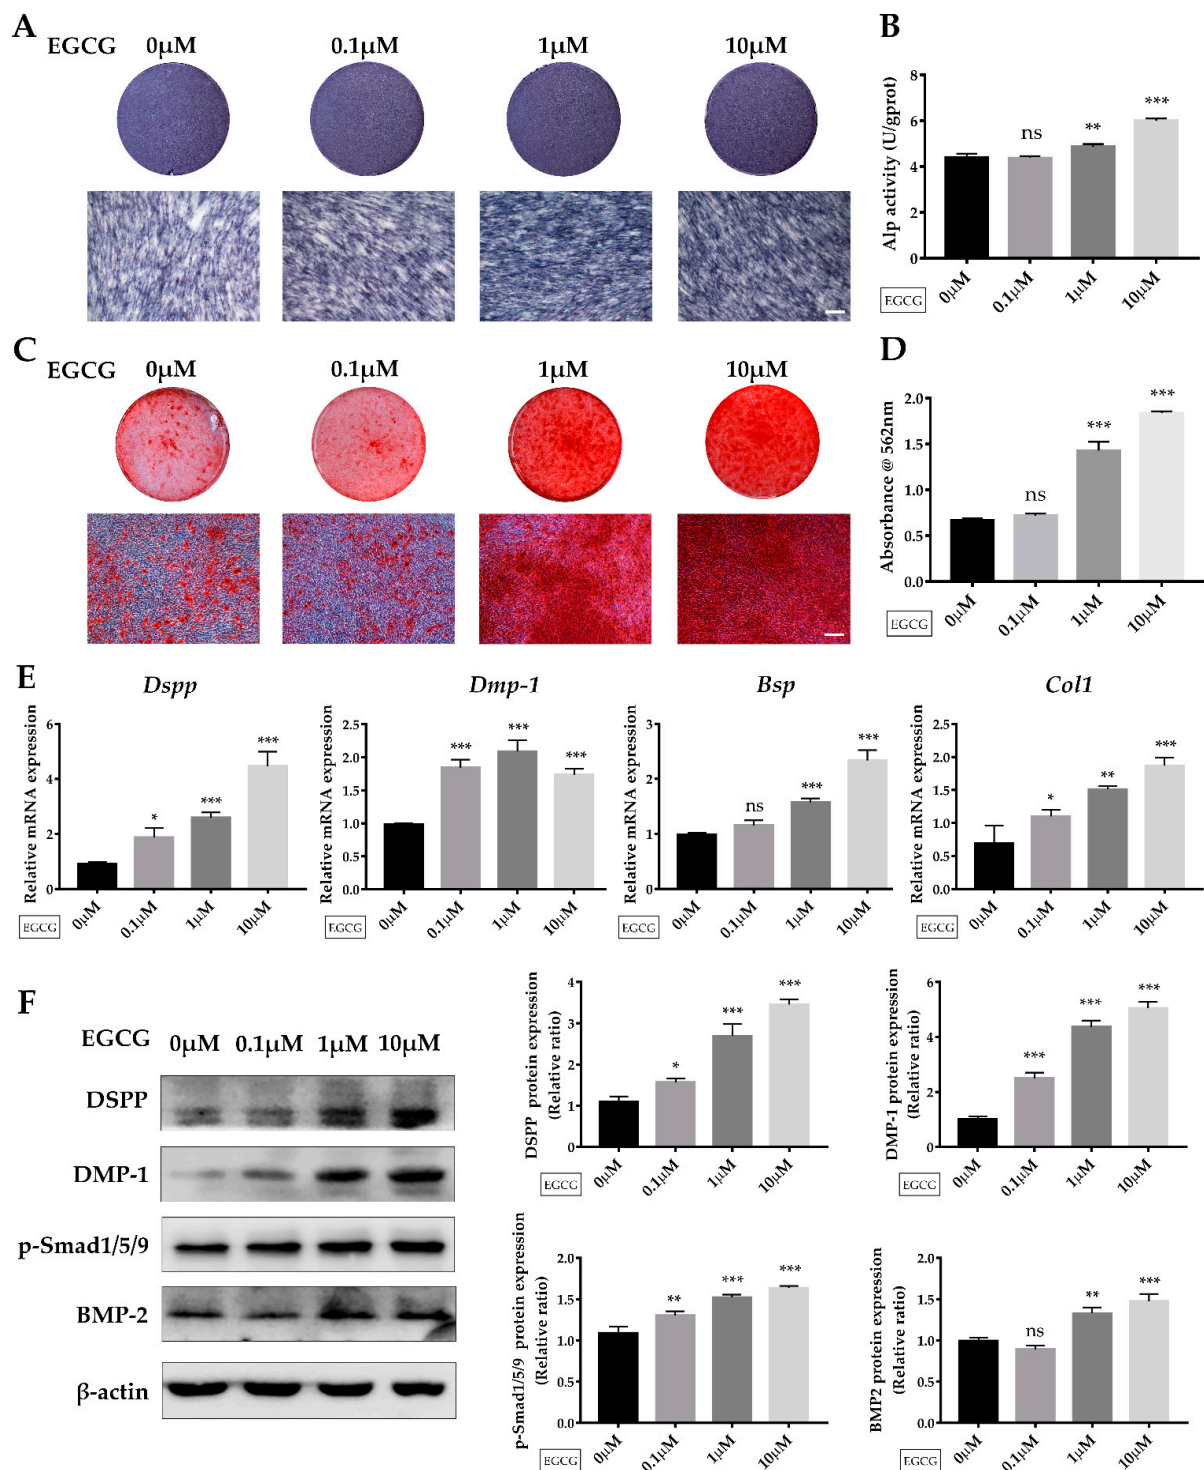 A
EGCG 0μM 0.1μM 1μM 10μM
B
Alp activity (U/gprot)
8
6
4
2
0
ns ** ***
0μM 0.1μM 1μM 10μM
EGCG
C
EGCG 0μM 0.1μM 1μM 10μM
D
Absorbance @ 562nm
2.0
1.5
1.0
0.5
0.0
ns *** ***
0μM 0.1μM 1μM 10μM
EGCG
E
Dspp
Relative mRNA expression
6
4
2
0
* *** ***
0μM 0.1μM 1μM 10μM
EGCG
Dmp-1
Relative mRNA expression
2.5
2.0
1.5
1.0
0.5
0.0
*** *** ***
0μM 0.1μM 1μM 10μM
EGCG
Bsp
Relative mRNA expression
3
2
1
0
ns *** ***
0μM 0.1μM 1μM 10μM
EGCG
Col1
Relative mRNA expression
2.5
2.0
1.5
1.0
0.5
0.0
* ** ***
0μM 0.1μM 1μM 10μM
EGCG
F
EGCG 0μM 0.1μM 1μM 10μM
DSPP
DMP-1
p-Smad1/5/9
BMP-2
β-actin
DSPP protein expression
(Relative ratio)
4
3
2
1
0
* *** ***
0μM 0.1μM 1μM 10μM
EGCG
DMP-1 protein expression
(Relative ratio)
6
4
2
0
*** *** ***
0μM 0.1μM 1μM 10μM
EGCG
p-Smad1/5/9 protein expression
(Relative ratio)
2.0
1.5
1.0
0.5
0.0
** *** ***
0μM 0.1μM 1μM 10μM
EGCG
BMP2 protein expression
(Relative ratio)
2.0
1.5
1.0
0.5
0.0
ns ** ***
0μM 0.1μM 1μM 10μM
EGCG